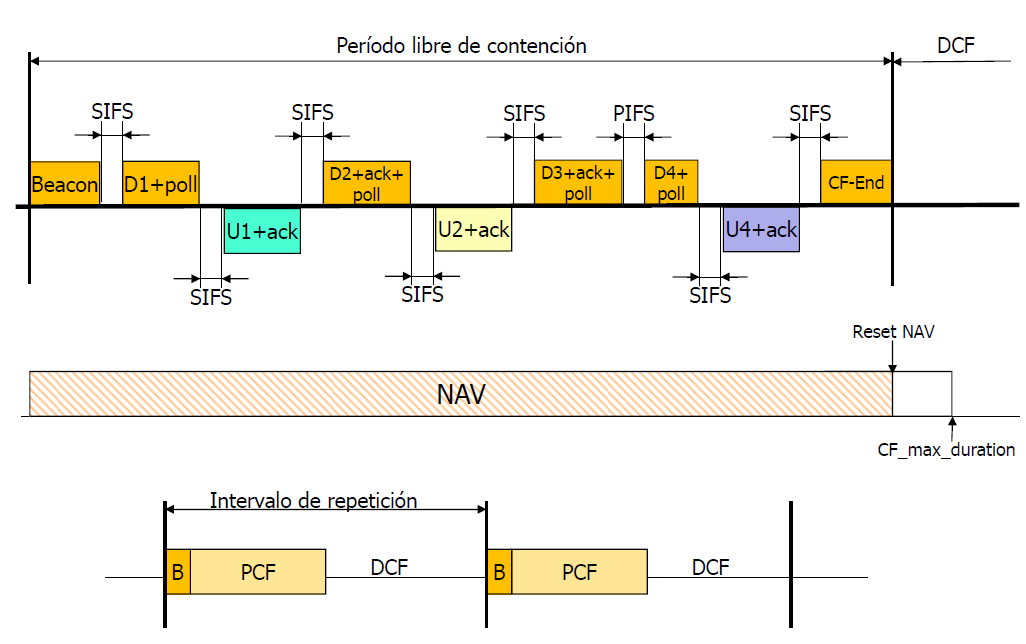 Período libre de contención
DCF
SIFS
SIFS
SIFS
PIFS
SIFS
Beacon
D1+poll
D2+ack+
poll
D3+ack+
poll
D4+
poll
CF-End
U1+ack
U2+ack
U4+ack
SIFS
SIFS
SIFS
Reset NAV
NAV
CF_max_duration
Intervalo de repetición
B
PCF
DCF
B
PCF
DCF